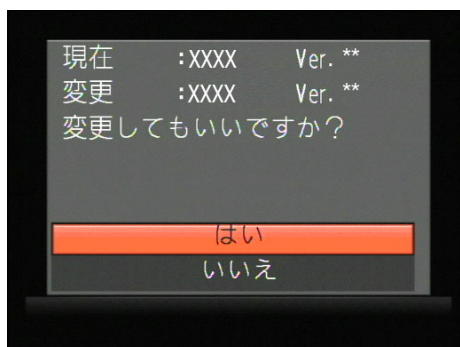 現在　:XXXX　Ver. **
変更　:XXXX　Ver. **
変更してもいいですか？
はい
いいえ